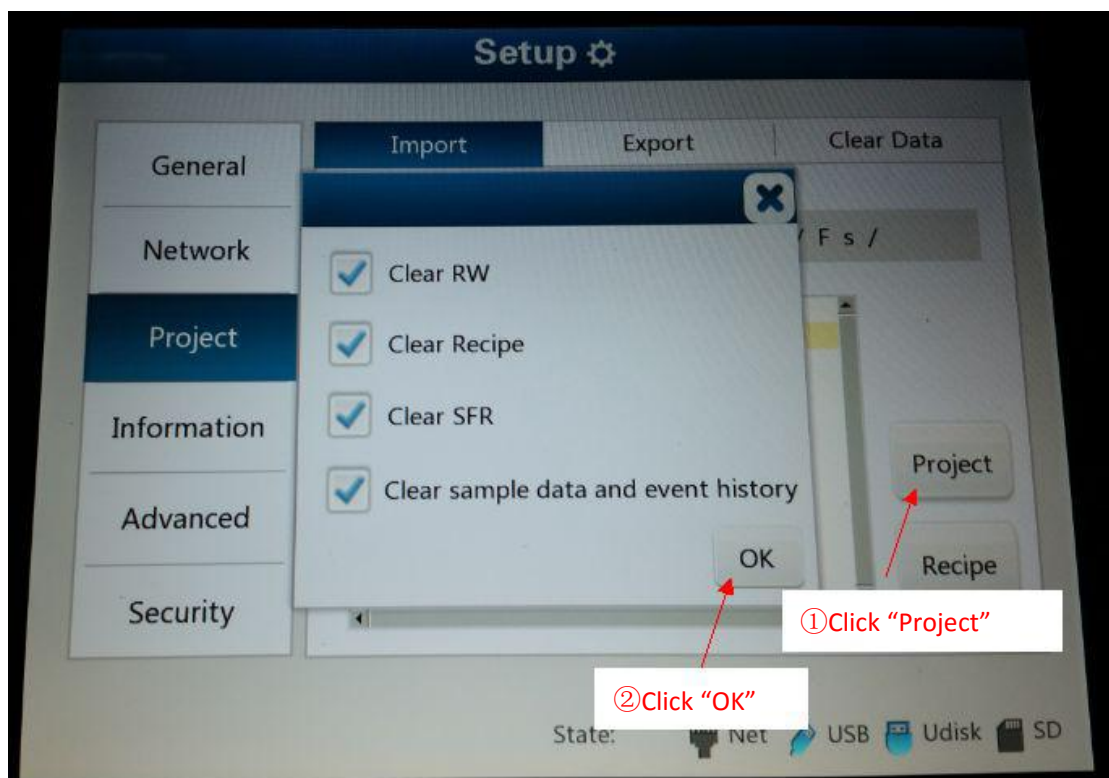 Setup
Import Export Clear Data
General
/ F s /
Network
Clear RW
Project
Clear Recipe
Information
Clear SFR
Project
Clear sample data and event history
Advanced
OK
Recipe
Security
①Click “Project”
②Click “OK”
State: Net USB Udisk SD